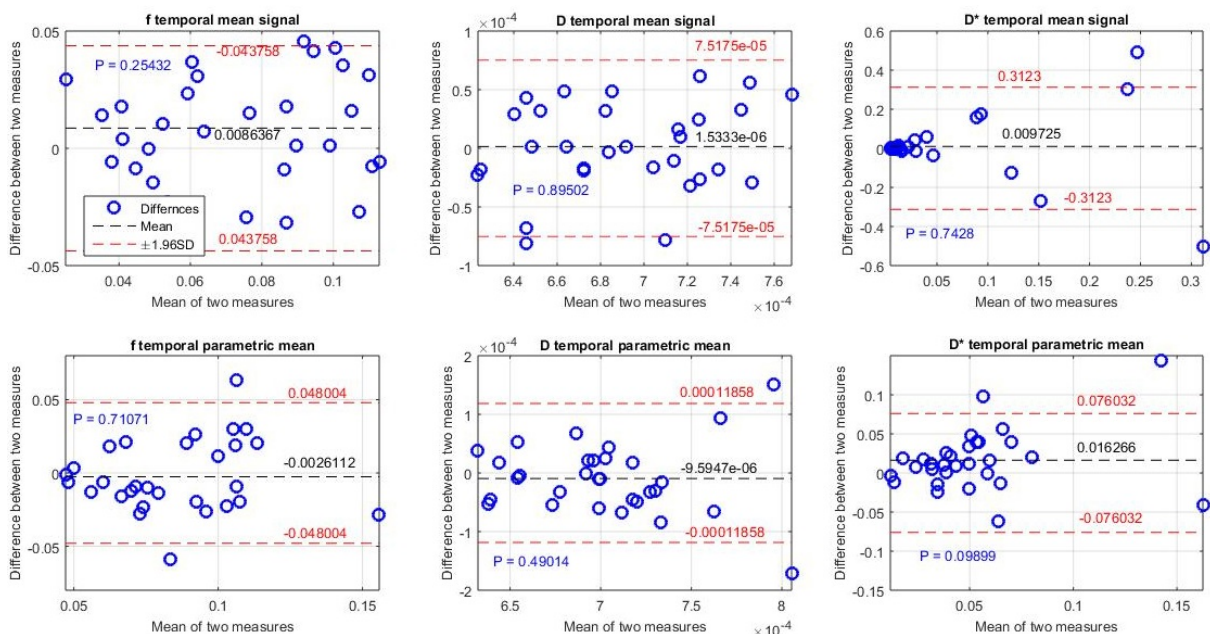 f temporal mean signal
0.05
-0.043758
P = 0.25432
0.0086367
0
Differnces
Mean
±1.96SD
0.043758
-0.05
0.04 0.06 0.08 0.1
Mean of two measures
Difference between two measures
D temporal mean signal
× 10⁻⁴
1
7.5175e-05
0.5
1.5333e-06
0
P = 0.89502
-0.5
-7.5175e-05
-1
6.4 6.6 6.8 7 7.2 7.4 7.6
× 10⁻⁴
Mean of two measures
Difference between two measures
D* temporal mean signal
0.6
0.4
0.3123
0.2
0.009725
0
-0.2
-0.3123
P = 0.7428
-0.4
-0.6
0.05 0.1 0.15 0.2 0.25 0.3
Mean of two measures
Difference between two measures
f temporal parametric mean
0.05
0.048004
P = 0.71071
0
-0.0026112
-0.048004
-0.05
0.05 0.1 0.15
Mean of two measures
Difference between two measures
D temporal parametric mean
× 10⁻⁴
2
0.00011858
1
0
-9.5947e-06
-1
-0.00011858
P = 0.49014
-2
6.5 7 7.5 8
× 10⁻⁴
Mean of two measures
Difference between two measures
D* temporal parametric mean
0.1
0.076032
0.05
0.016266
0
-0.05
-0.076032
-0.1
P = 0.09899
-0.15
0.05 0.1 0.15
Mean of two measures
Difference between two measures